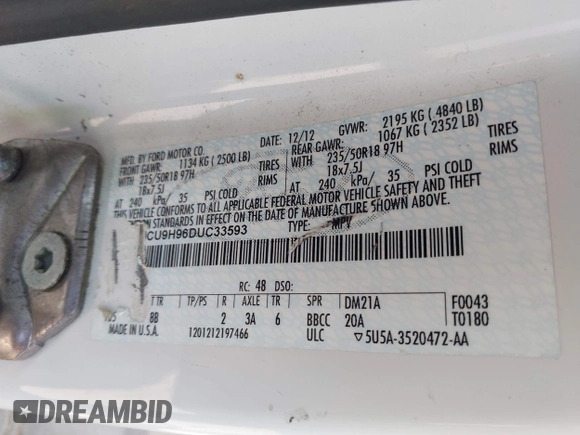 MFD. BY FORD MOTOR CO.
DATE: 12/12 GVWR: 2195 KG ( 4840 LB)
FRONT GAWR: 1134 KG ( 2500 LB) REAR GAWR: 1067 KG ( 2352 LB)
WITH 235/50R18 97H TIRES WITH 235/50R18 97H TIRES
18x7.5J RIMS 18x7.5J RIMS
AT 240 kPa/ 35 PSI COLD AT 240 kPa/ 35 PSI COLD
THIS VEHICLE CONFORMS TO ALL APPLICABLE FEDERAL MOTOR VEHICLE SAFETY AND THEFT
STANDARDS IN EFFECT ON THE DATE OF MANUFACTURE SHOWN ABOVE.
CU9H96DUC33593 TYPE: MPV
RC: 48 DSO:
BR TP/PS R AXLE TR SPR DM21A F0043
8B 2 3A 6 BBCC 20A T0180
MADE IN U.S.A. 1201212197466 ULC ▽5U5A-3520472-AA
DREAMBID